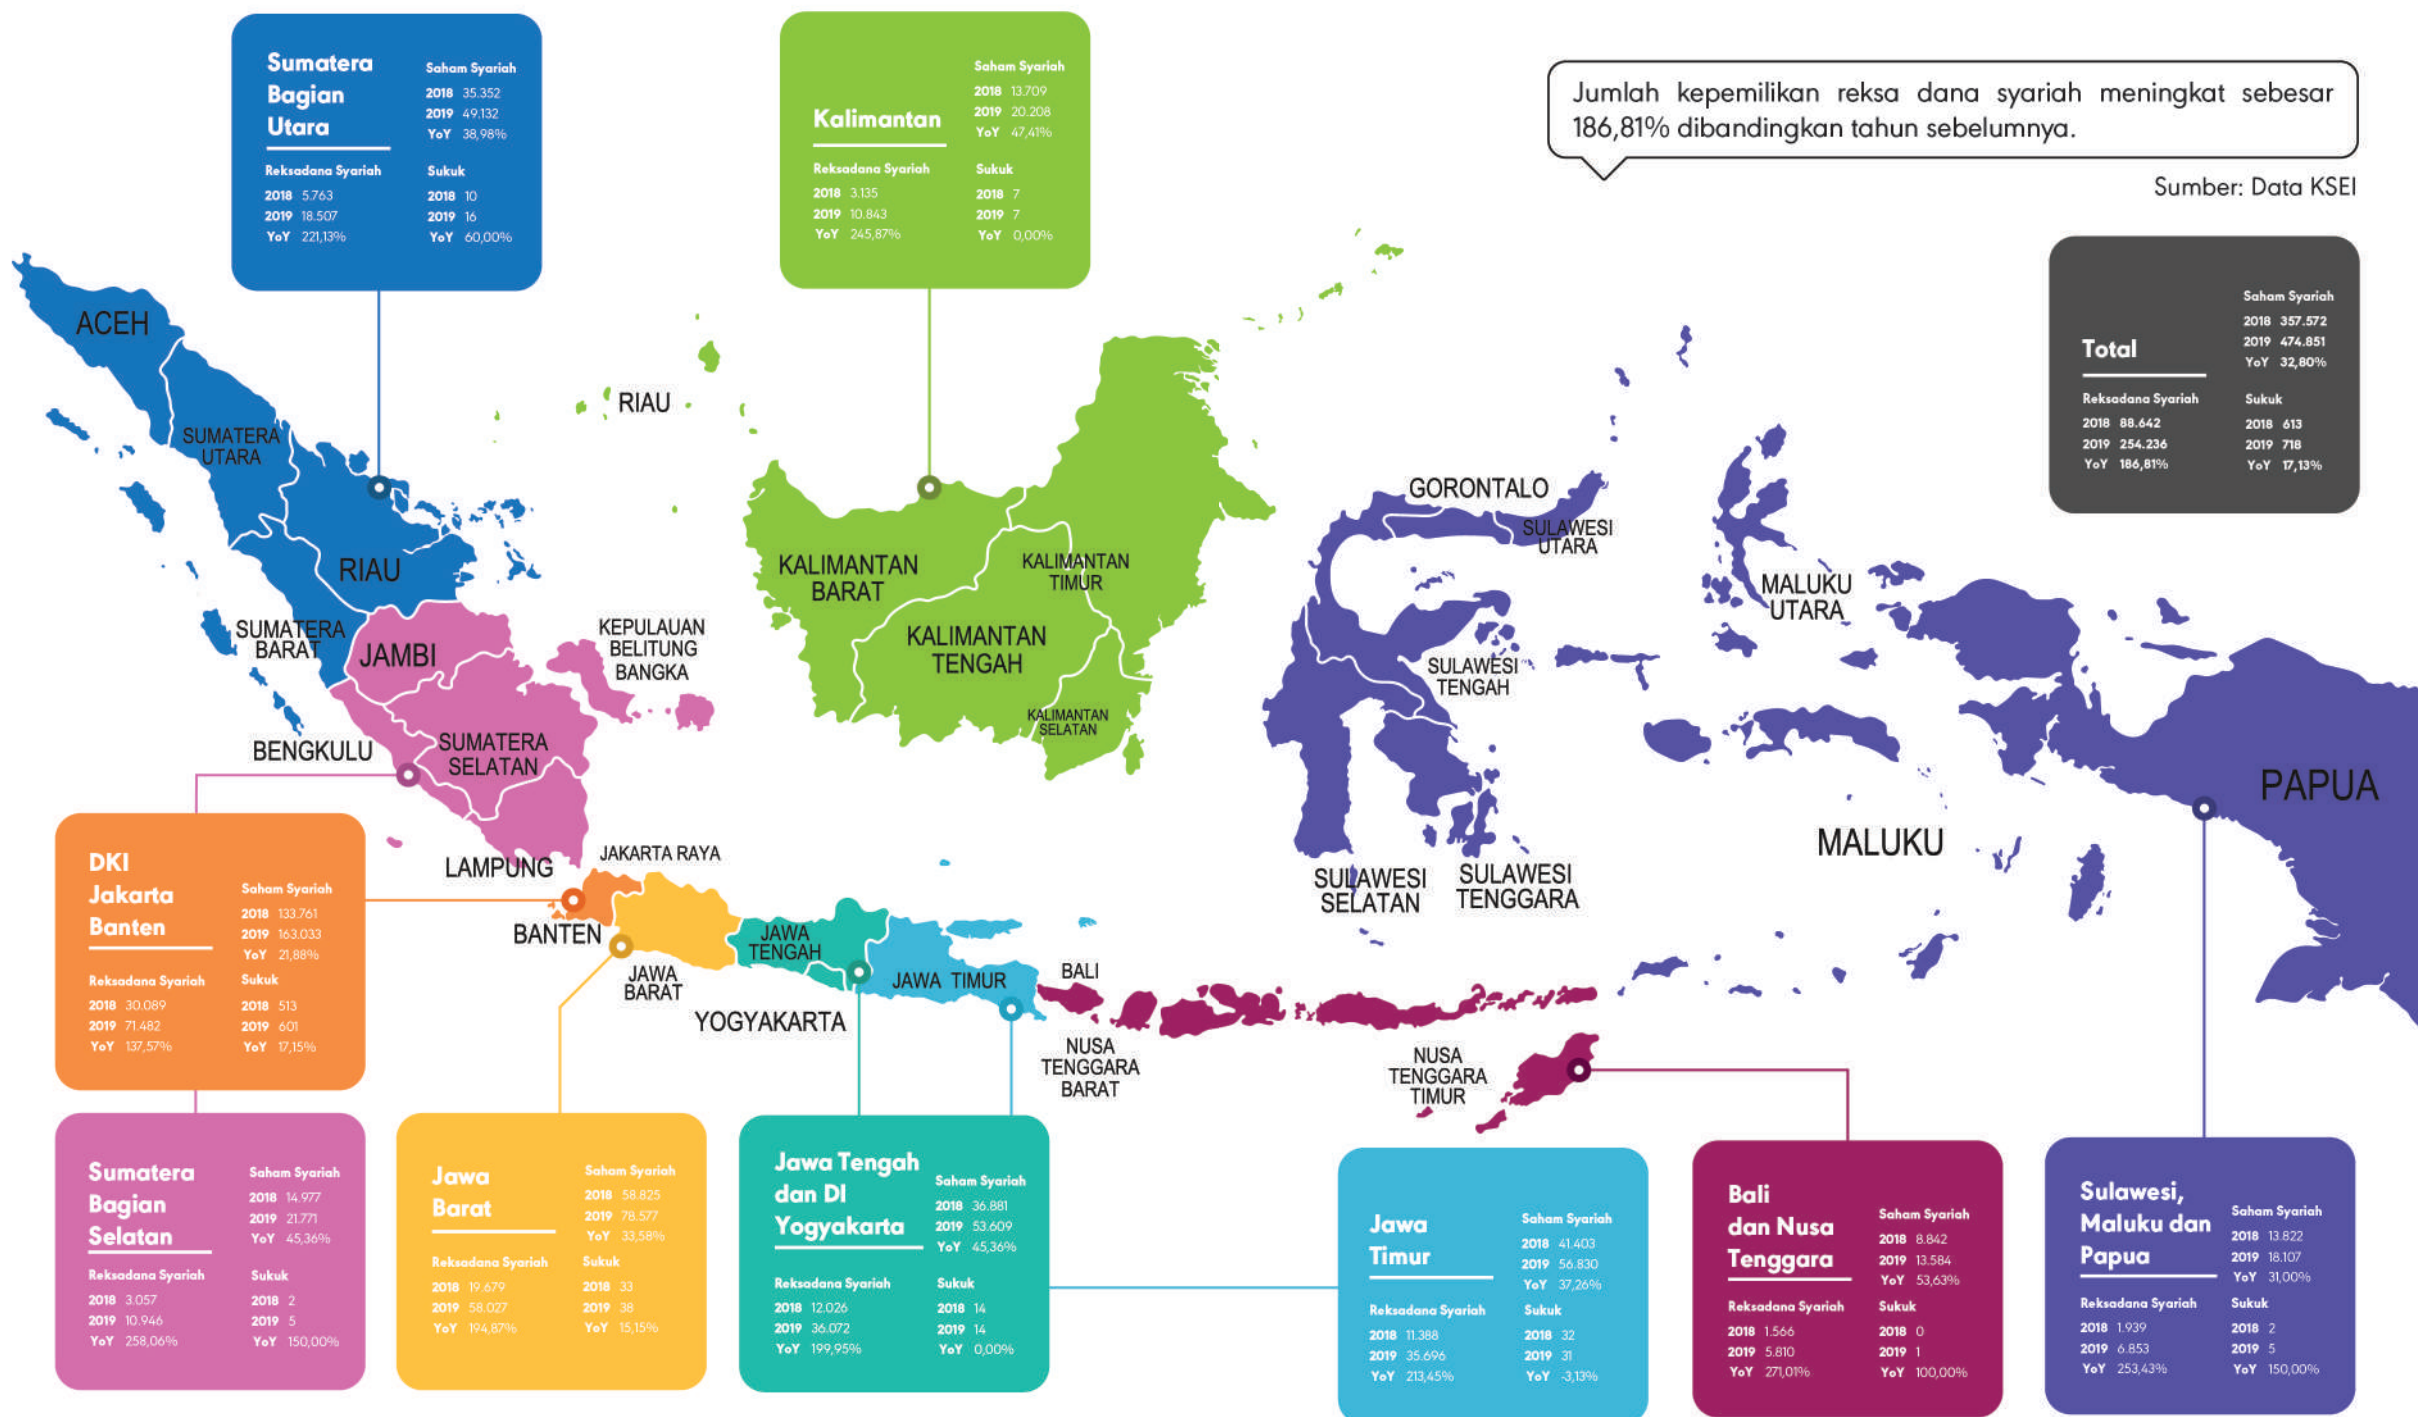 Sumatera
Bagian
Utara
Saham Syariah
2018 35.352
2019 49.132
YoY 38,98%
Reksadana Syariah
2018 5.763
2019 18.507
YoY 221,13%
Sukuk
2018 10
2019 16
YoY 60,00%
Kalimantan
Saham Syariah
2018 13.709
2019 20.208
YoY 47,41%
Reksadana Syariah
2018 3.135
2019 10.843
YoY 245,87%
Sukuk
2018 7
2019 7
YoY 0,00%
Jumlah kepemilikan reksa dana syariah meningkat sebesar
186,81% dibandingkan tahun sebelumnya.
Sumber: Data KSEI
Total
Saham Syariah
2018 357.572
2019 474.851
YoY 32,80%
Reksadana Syariah
2018 88.642
2019 254.236
YoY 186,81%
Sukuk
2018 613
2019 718
YoY 17,13%
ACEH
SUMATERA
UTARA
RIAU
RIAU
SUMATERA
BARAT
JAMBI
KEPULAUAN
BELITUNG
BANGKA
BENGKULU
SUMATERA
SELATAN
LAMPUNG
KALIMANTAN
BARAT
KALIMANTAN
TIMUR
KALIMANTAN
TENGAH
KALIMANTAN
SELATAN
GORONTALO
SULAWESI
UTARA
SULAWESI
TENGAH
SULAWESI
SELATAN
SULAWESI
TENGGARA
MALUKU
UTARA
MALUKU
PAPUA
JAKARTA RAYA
BANTEN
JAWA
BARAT
JAWA
TENGAH
YOGYAKARTA
JAWA TIMUR
BALI
NUSA
TENGGARA
BARAT
NUSA
TENGGARA
TIMUR
DKI
Jakarta
Banten
Saham Syariah
2018 133.761
2019 163.033
YoY 21,88%
Reksadana Syariah
2018 30.089
2019 71.482
YoY 137,57%
Sukuk
2018 513
2019 601
YoY 17,15%
Sumatera
Bagian
Selatan
Saham Syariah
2018 14.977
2019 21.771
YoY 45,36%
Reksadana Syariah
2018 3.057
2019 10.946
YoY 258,06%
Sukuk
2018 2
2019 5
YoY 150,00%
Jawa
Barat
Saham Syariah
2018 58.825
2019 78.577
YoY 33,58%
Reksadana Syariah
2018 19.679
2019 58.027
YoY 194,87%
Sukuk
2018 33
2019 38
YoY 15,15%
Jawa Tengah
dan DI
Yogyakarta
Saham Syariah
2018 36.881
2019 53.609
YoY 45,36%
Reksadana Syariah
2018 12.026
2019 36.072
YoY 199,95%
Sukuk
2018 14
2019 14
YoY 0,00%
Jawa
Timur
Saham Syariah
2018 41.403
2019 56.830
YoY 37,26%
Reksadana Syariah
2018 11.388
2019 35.696
YoY 213,45%
Sukuk
2018 32
2019 31
YoY -3,13%
Bali
dan Nusa
Tenggara
Saham Syariah
2018 8.842
2019 13.584
YoY 53,63%
Reksadana Syariah
2018 1.566
2019 5.810
YoY 271,01%
Sukuk
2018 0
2019 1
YoY 100,00%
Sulawesi,
Maluku dan
Papua
Saham Syariah
2018 13.822
2019 18.107
YoY 31,00%
Reksadana Syariah
2018 1.939
2019 6.853
YoY 253,43%
Sukuk
2018 2
2019 5
YoY 150,00%